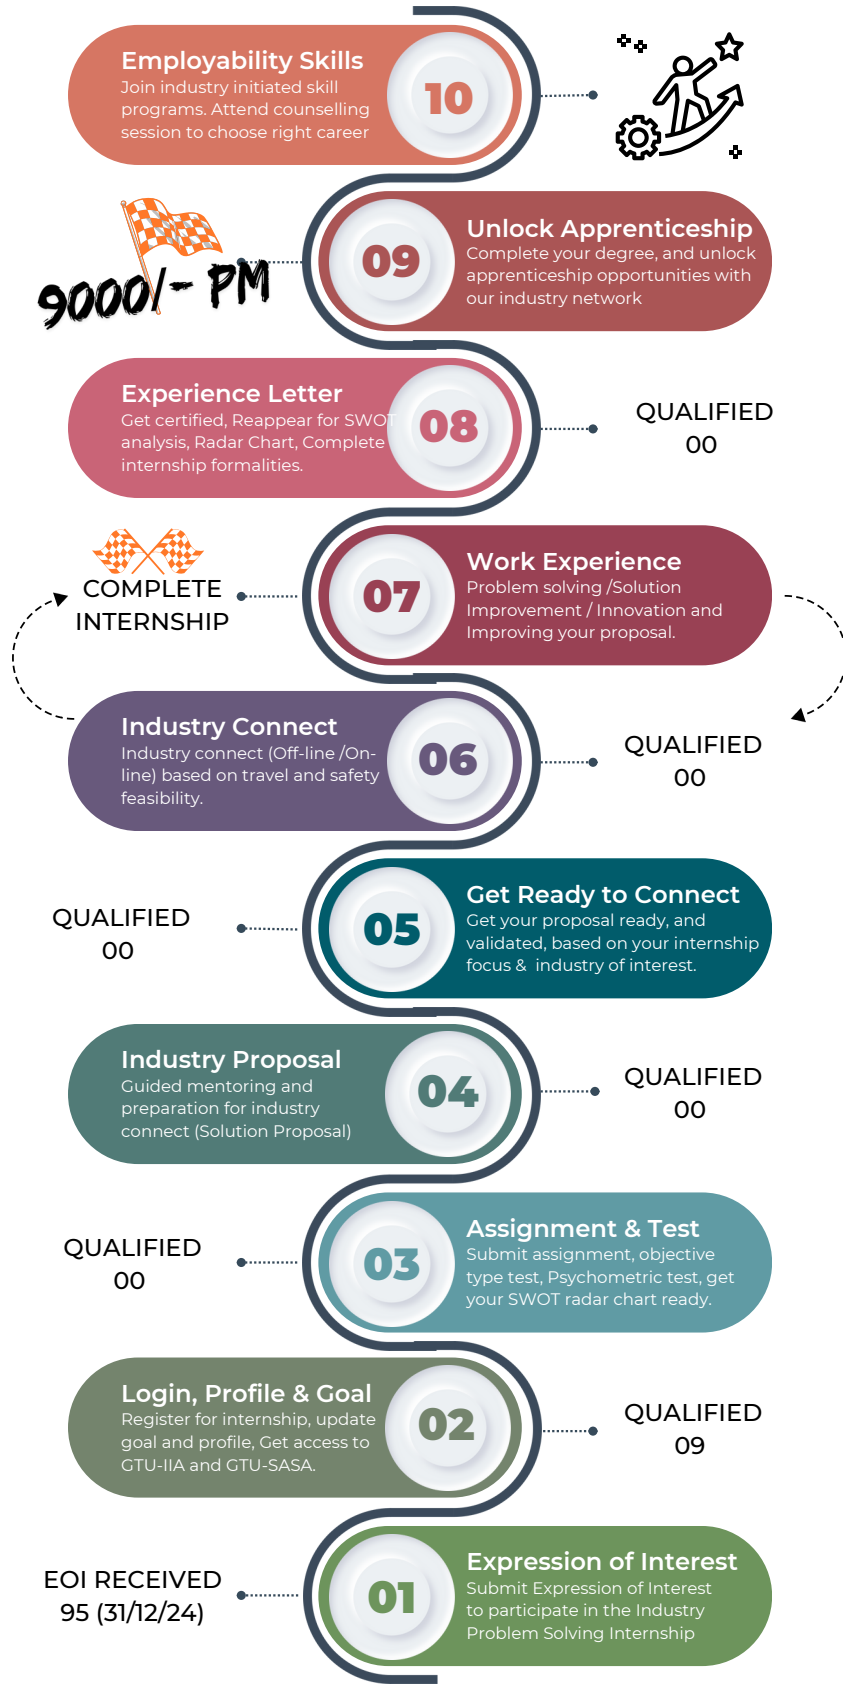 Employability Skills
Join industry initiated skill
programs. Attend counselling
session to choose right career
10
9000/- PM
09
Unlock Apprenticeship
Complete your degree, and unlock
apprenticeship opportunities with
our industry network
Experience Letter
Get certified, Reappear for SWOT
analysis, Radar Chart, Complete
internship formalities.
08
QUALIFIED
00
COMPLETE
INTERNSHIP
07
Work Experience
Problem solving /Solution
Improvement / Innovation and
Improving your proposal.
Industry Connect
Industry connect (Off-line /On-
line) based on travel and safety
feasibility.
06
QUALIFIED
00
QUALIFIED
00
05
Get Ready to Connect
Get your proposal ready, and
validated, based on your internship
focus & industry of interest.
Industry Proposal
Guided mentoring and
preparation for industry
connect (Solution Proposal)
04
QUALIFIED
00
QUALIFIED
00
03
Assignment & Test
Submit assignment, objective
type test, Psychometric test, get
your SWOT radar chart ready.
Login, Profile & Goal
Register for internship, update
goal and profile, Get access to
GTU-IIA and GTU-SASA.
02
QUALIFIED
09
EOI RECEIVED
95 (31/12/24)
01
Expression of Interest
Submit Expression of Interest
to participate in the Industry
Problem Solving Internship